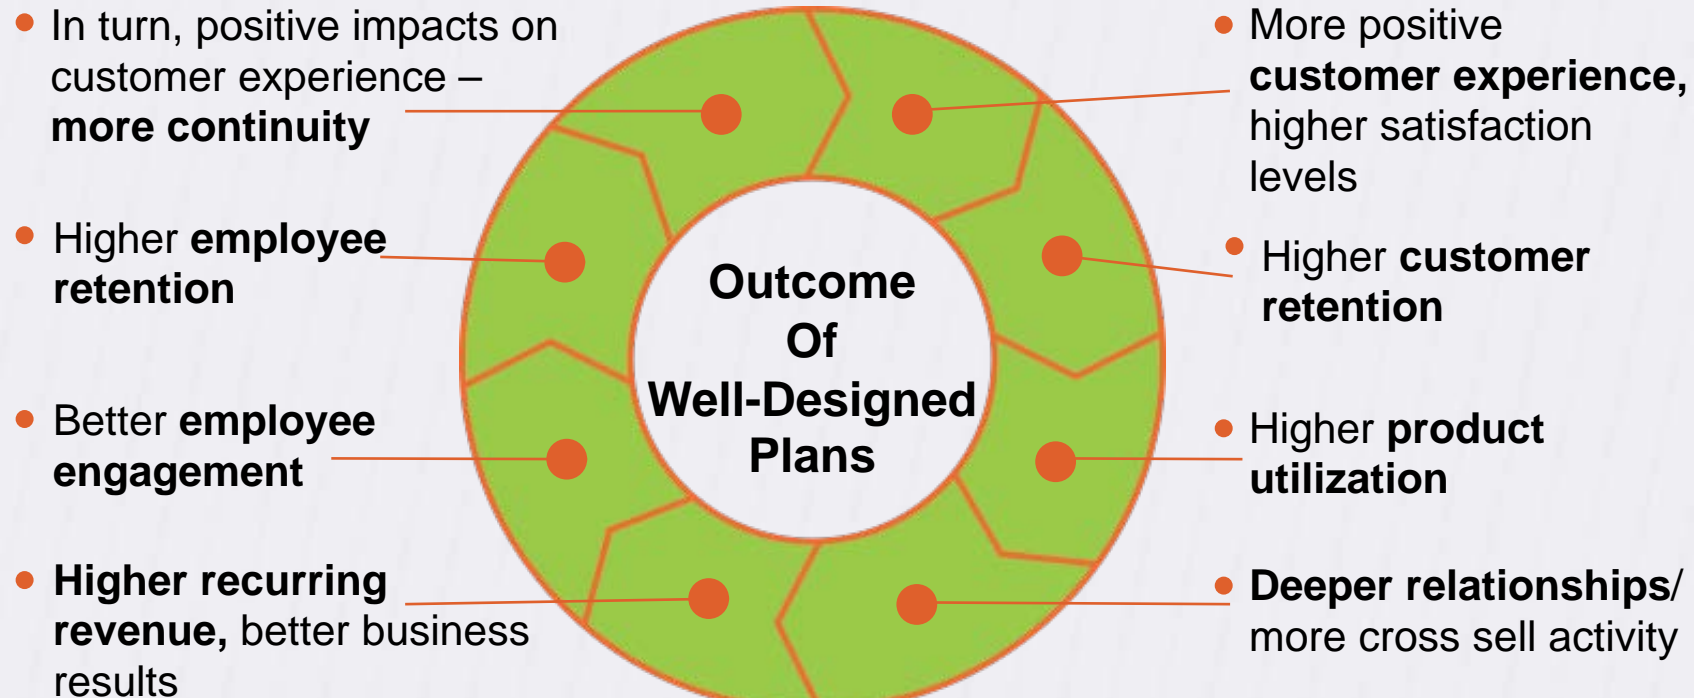 In turn, positive impacts on
customer experience –
more continuity
Higher employee
retention
Better employee
engagement
Higher recurring
revenue, better business
results
Outcome
Of
Well-Designed
Plans
More positive
customer experience,
higher satisfaction
levels
Higher customer
retention
Higher product
utilization
Deeper relationships/
more cross sell activity